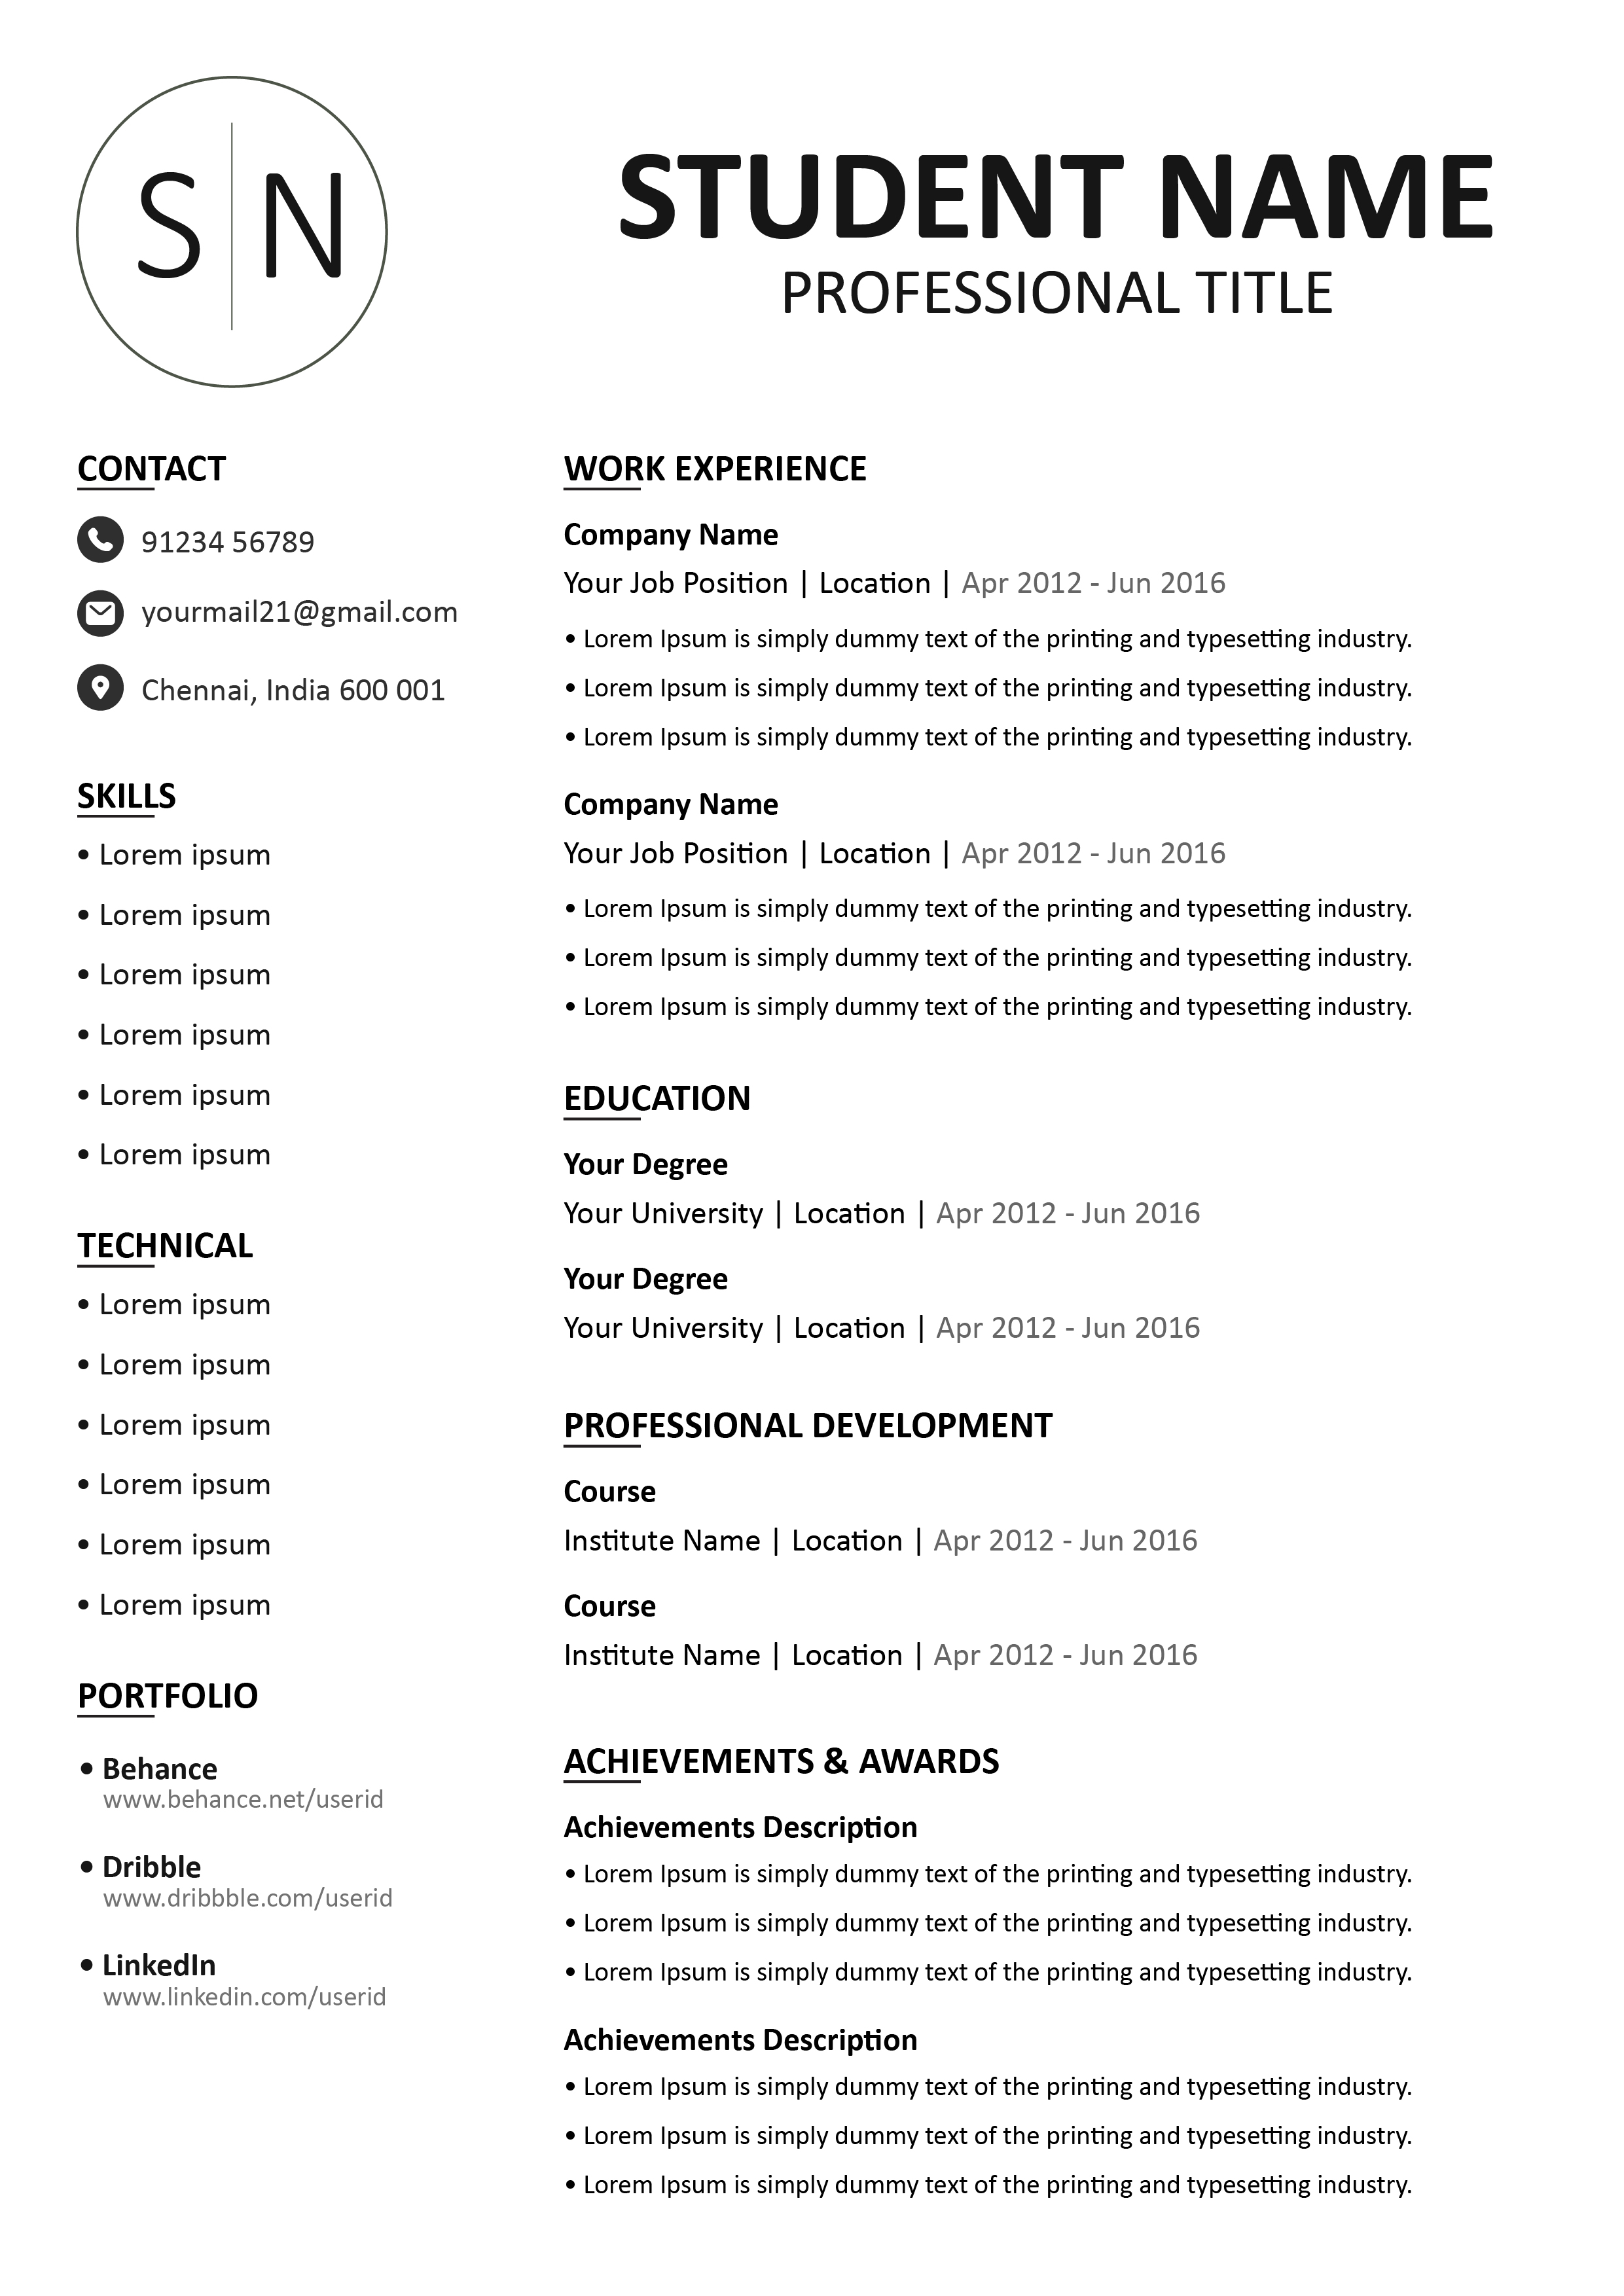 S N
STUDENT NAME
PROFESSIONAL TITLE
CONTACT
91234 56789
yourmail21@gmail.com
Chennai, India 600 001
SKILLS
• Lorem ipsum
• Lorem ipsum
• Lorem ipsum
• Lorem ipsum
• Lorem ipsum
• Lorem ipsum
TECHNICAL
• Lorem ipsum
• Lorem ipsum
• Lorem ipsum
• Lorem ipsum
• Lorem ipsum
• Lorem ipsum
PORTFOLIO
• Behance
www.behance.net/userid
• Dribble
www.dribbble.com/userid
• LinkedIn
www.linkedin.com/userid
WORK EXPERIENCE
Company Name
Your Job Position | Location | Apr 2012 - Jun 2016
• Lorem Ipsum is simply dummy text of the printing and typesetting industry.
• Lorem Ipsum is simply dummy text of the printing and typesetting industry.
• Lorem Ipsum is simply dummy text of the printing and typesetting industry.
Company Name
Your Job Position | Location | Apr 2012 - Jun 2016
• Lorem Ipsum is simply dummy text of the printing and typesetting industry.
• Lorem Ipsum is simply dummy text of the printing and typesetting industry.
• Lorem Ipsum is simply dummy text of the printing and typesetting industry.
EDUCATION
Your Degree
Your University | Location | Apr 2012 - Jun 2016
Your Degree
Your University | Location | Apr 2012 - Jun 2016
PROFESSIONAL DEVELOPMENT
Course
Institute Name | Location | Apr 2012 - Jun 2016
Course
Institute Name | Location | Apr 2012 - Jun 2016
ACHIEVEMENTS & AWARDS
Achievements Description
• Lorem Ipsum is simply dummy text of the printing and typesetting industry.
• Lorem Ipsum is simply dummy text of the printing and typesetting industry.
• Lorem Ipsum is simply dummy text of the printing and typesetting industry.
Achievements Description
• Lorem Ipsum is simply dummy text of the printing and typesetting industry.
• Lorem Ipsum is simply dummy text of the printing and typesetting industry.
• Lorem Ipsum is simply dummy text of the printing and typesetting industry.